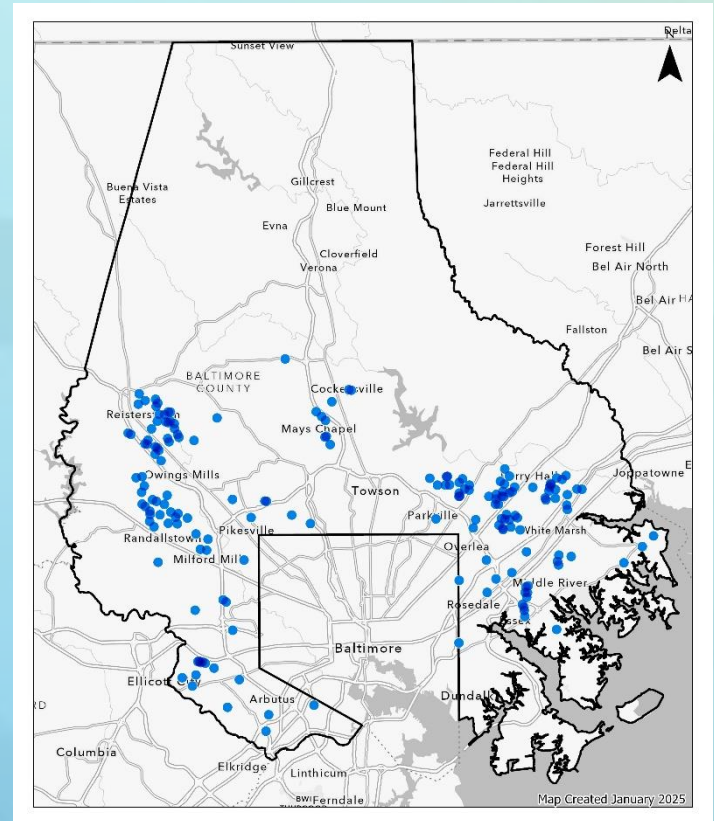 Delta
N
Sunset View
Federal Hill
Federal Hill
Heights
Gillcrest
Buena Vista
Estates
Jarrettsville
Blue Mount
Evna
Forest Hill
Cloverfield
Verona
Bel Air North
Bel Air HA
Fallston
Bel Air S
BALTIMORE
COUNTY
Mays Chapel
Owings Mills
Joppatowne
E
Towson
Parkville
Randallstown
Pikesville
White Marsh
Overlea
Milford Mill
Middle River
Rosedale
Baltimore
Ellicott City
RD
Arbutus
Dundalk
Columbia
Elkridge
Linthicum
BWI Ferndale
Map Created January 2025